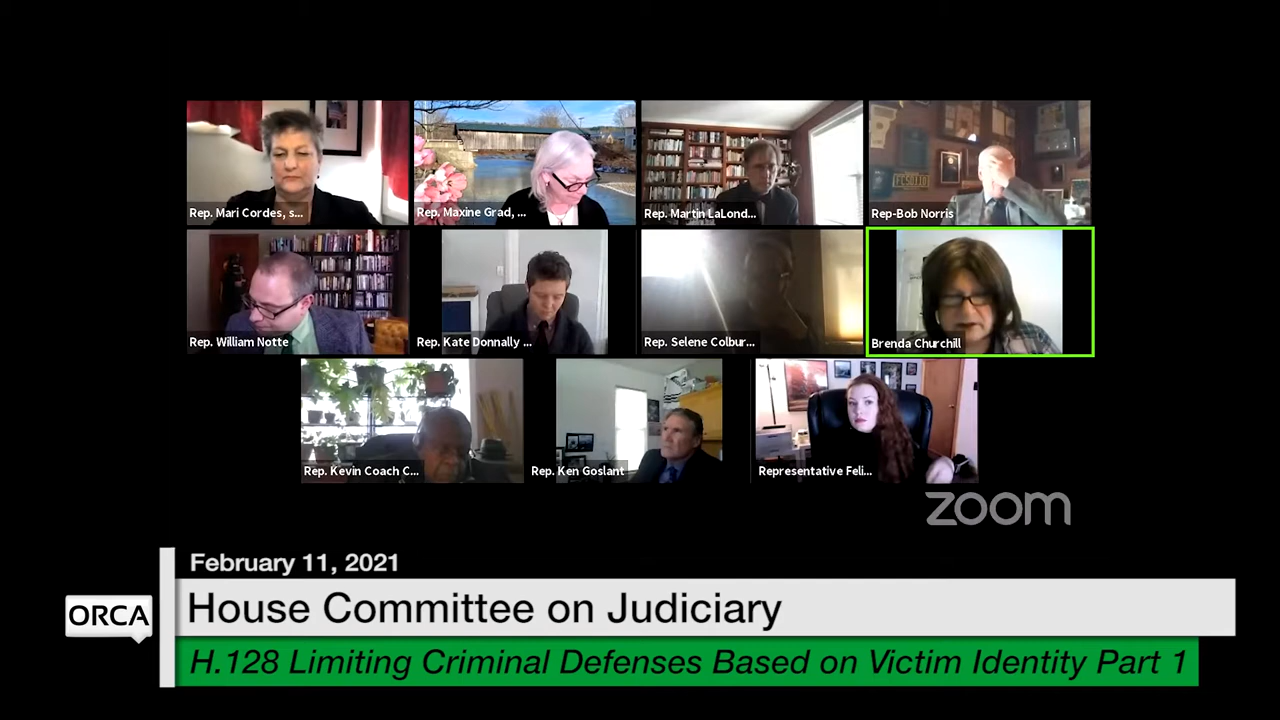 Rep. Mari Cordes, s...
Rep. Maxine Grad, ...
Rep. Martin LaLond...
Rep-Bob Norris
FCSO110
Rep. William Notte
Rep. Kate Donnally ...
Rep. Selene Colbur...
Brenda Churchill
Rep. Kevin Coach C...
Rep. Ken Goslant
Representative Feli...
zoom
February 11, 2021
ORCA
House Committee on Judiciary
H.128 Limiting Criminal Defenses Based on Victim Identity Part 1